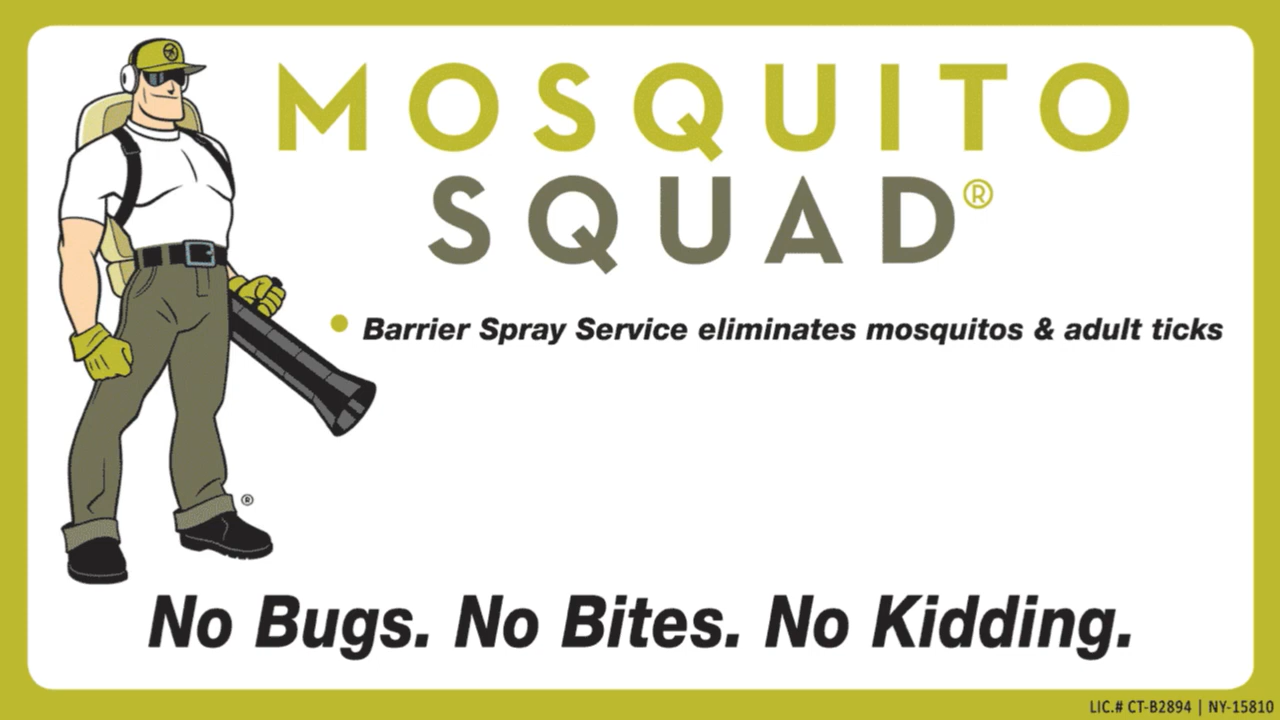 MOSQUITO
SQUAD®
• Barrier Spray Service eliminates mosquitos & adult ticks
®
No Bugs. No Bites. No Kidding.
LIC.# CT-B2894 | NY-15810